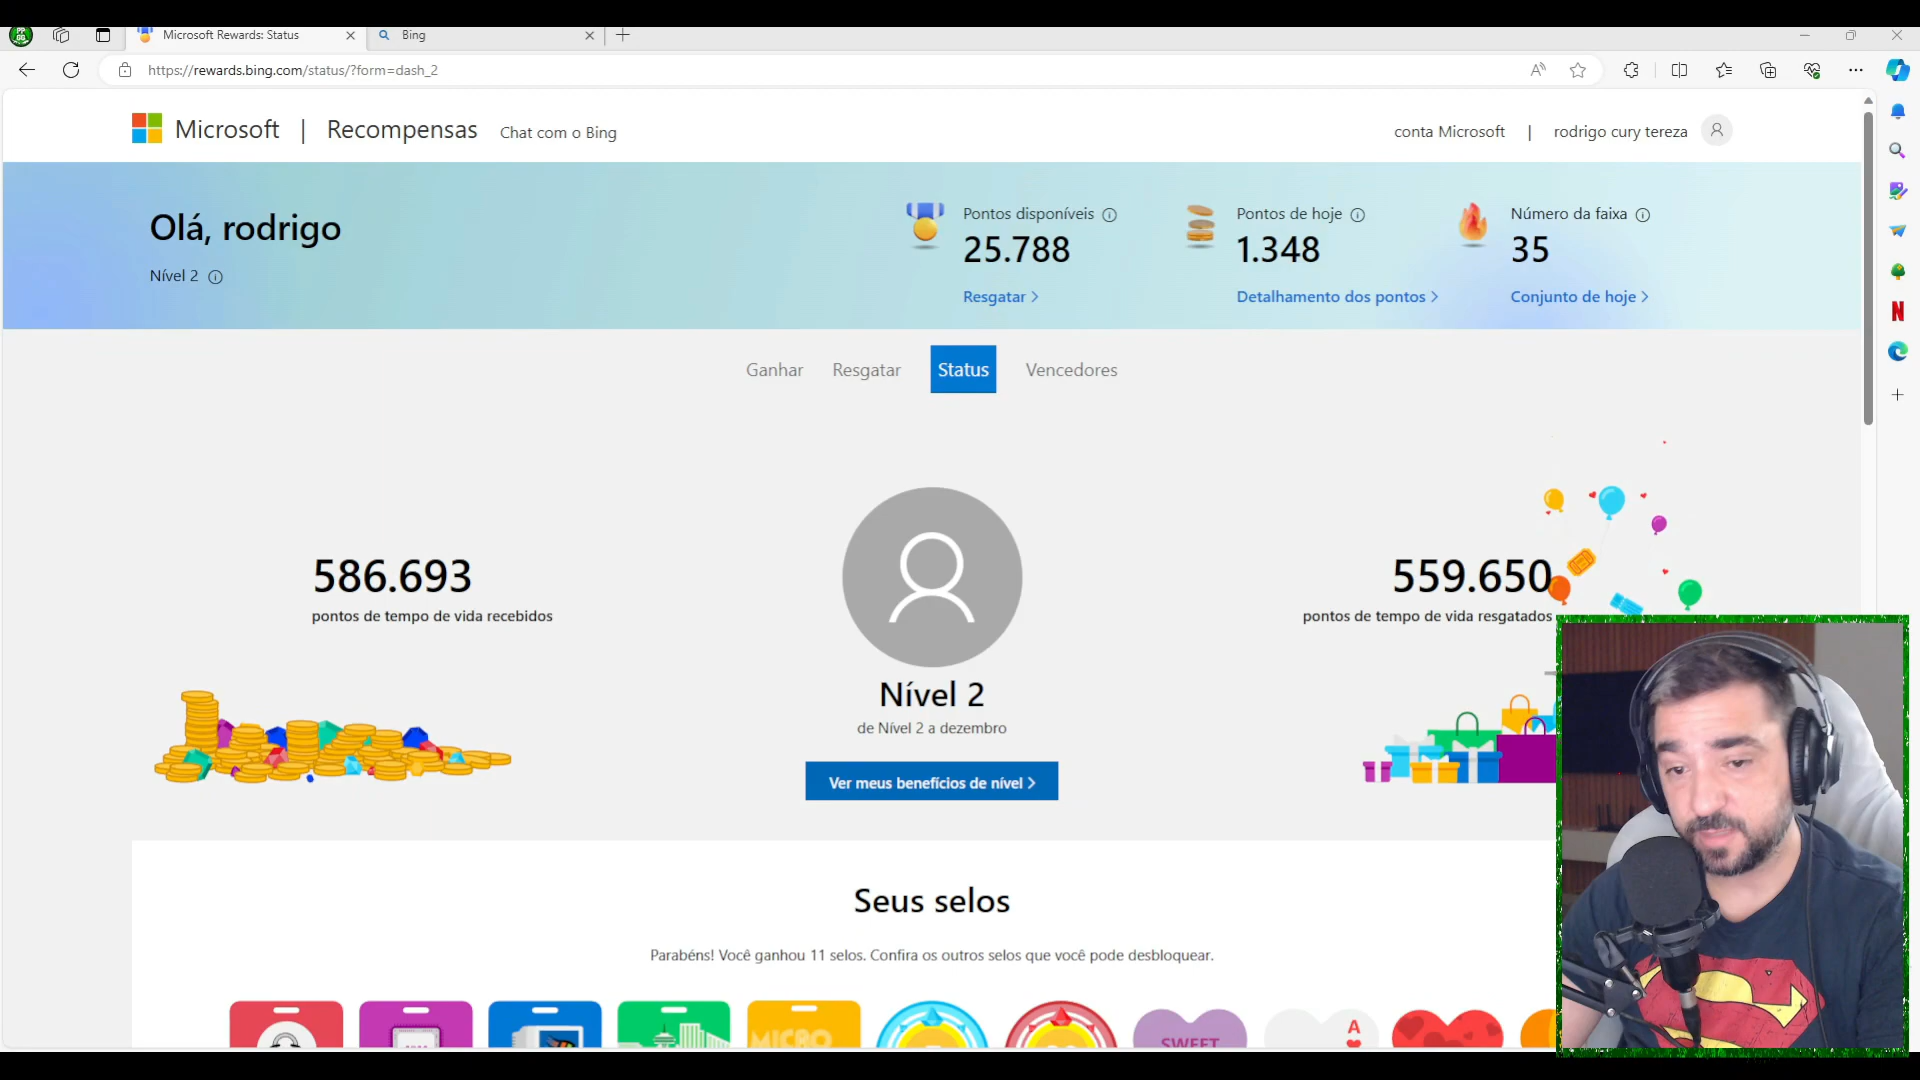 Microsoft Rewards: Status
Bing
https://rewards.bing.com/status/?form=dash_2
Microsoft | Recompensas Chat com o Bing
conta Microsoft | rodrigo cury tereza
Olá, rodrigo
Nível 2
Pontos disponíveis
25.788
Resgatar >
Pontos de hoje
1.348
Detalhamento dos pontos >
Número da faixa
35
Conjunto de hoje >
Ganhar Resgatar Status Vencedores
586.693
pontos de tempo de vida recebidos
559.650
pontos de tempo de vida resgatados
Nível 2
de Nível 2 a dezembro
Ver meus benefícios de nível >
Seus selos
Parabéns! Você ganhou 11 selos. Confira os outros selos que você pode desbloquear.
MICRO
SWEET
A